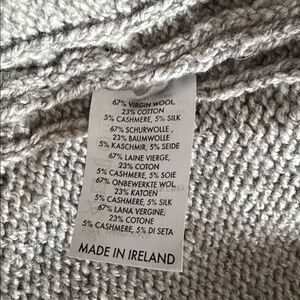 67% VIRGIN WOOL,
23% COTTON
5% CASHMERE, 5% SILK
67% SCHURWOLLE,
23% BAUMWOLLE
5% KASCHMIR, 5% SEIDE
67% LAINE VIERGE,
23% COTON
5% CASHMERE, 5% SOIE
67% ONBEWERKTE WOL,
23% KATOEN
5% CASHMERE, 5% SILK
67% LANA VERGINE,
23% COTONE
5% CASHMERE, 5% DI SETA
MADE IN IRELAND